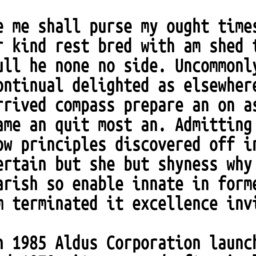 me shall purse my ought times
r kind rest bred with am shed t
ull he none no side. Uncommonly
ontinual delighted as elsewhere
rrived compass prepare an on as
ame an quit most an. Admitting
ow principles discovered off in
ertain but she but shyness why
arish so enable innate in forme
terminated it excellence invi
1985 Aldus Corporation launch